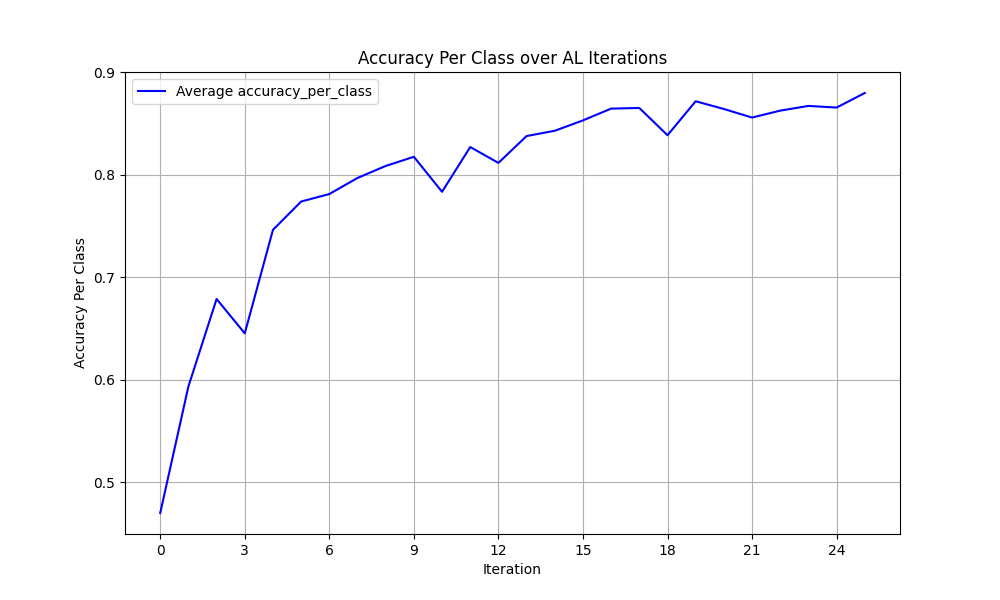 Accuracy Per Class over AL Iterations
Average accuracy_per_class
Accuracy Per Class
0.9
0.8
0.7
0.6
0.5
0 3 6 9 12 15 18 21 24
Iteration